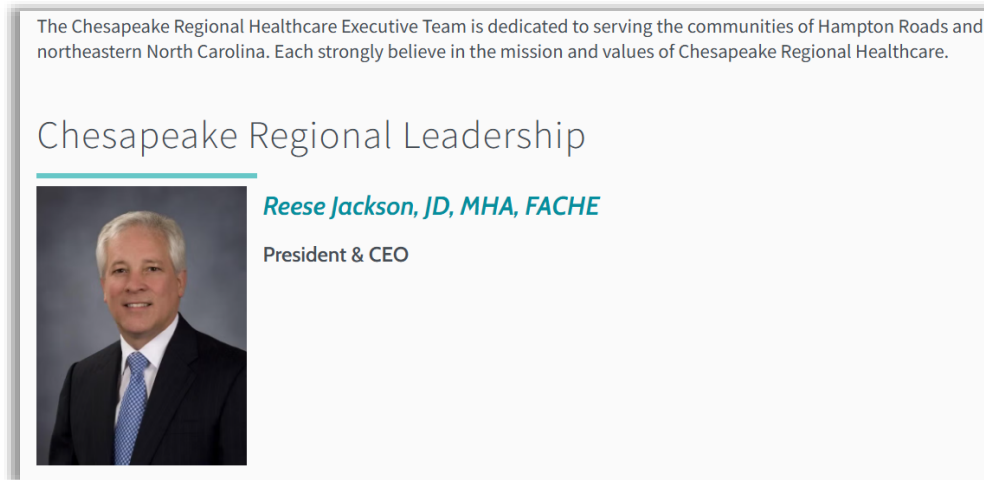 The Chesapeake Regional Healthcare Executive Team is dedicated to serving the communities of Hampton Roads and
northeastern North Carolina. Each strongly believe in the mission and values of Chesapeake Regional Healthcare.
Chesapeake Regional Leadership
Reese Jackson, JD, MHA, FACHE
President & CEO